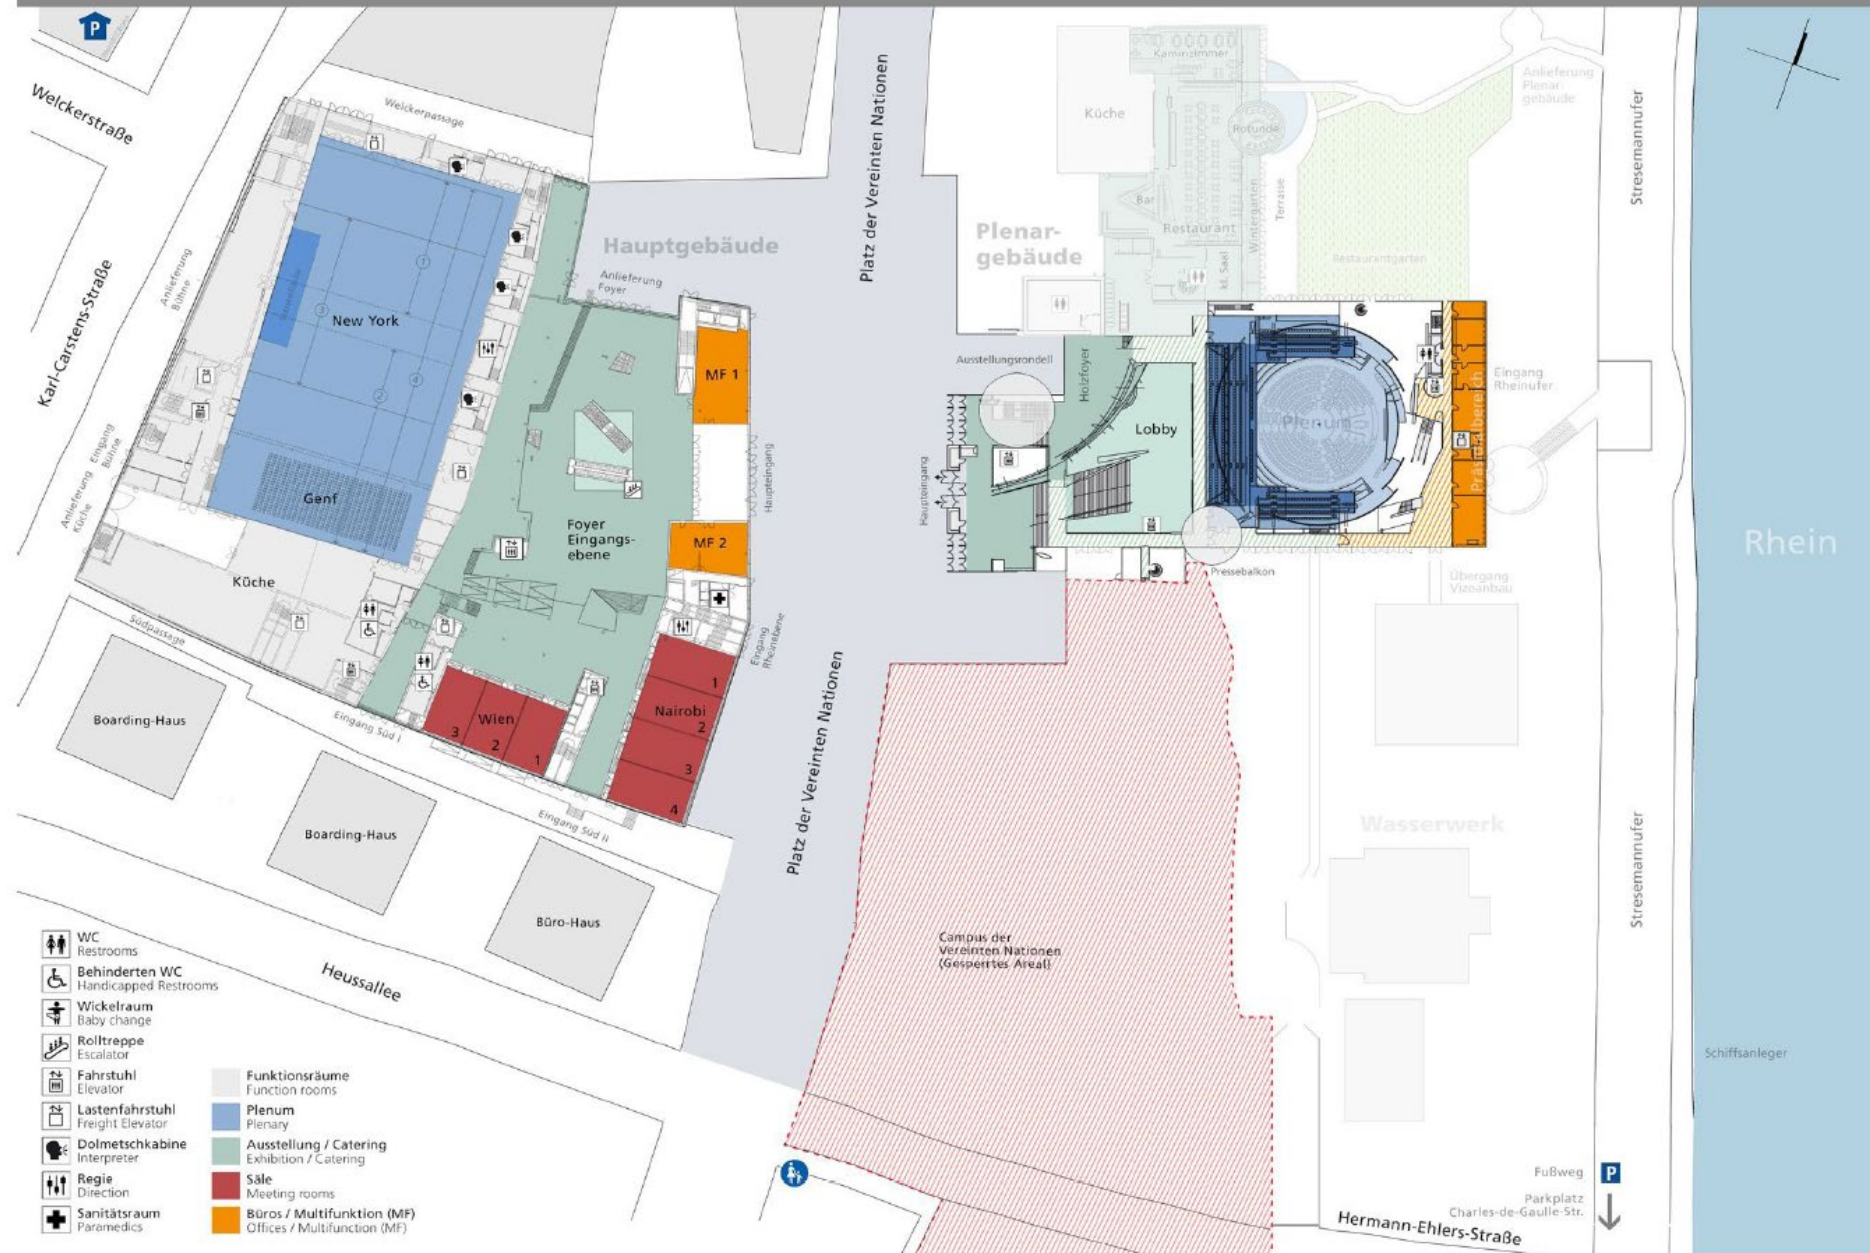 P
Welckerstraße
Welckerpassage
Karl-Carstens-Straße
Anlieferung
Bühne
Eingang
Bühne
Anlieferung
Küche
New York
1
3
2
4
Genf
Küche
Südpassage
Hauptgebäude
Anlieferung
Foyer
MF 1
Haupteingang
Foyer
Eingangs-
ebene
MF 2
Eingang
Rheinebene
Wien
3
2
1
Nairobi
1
2
3
4
Eingang Süd I
Eingang Süd II
Boarding-Haus
Boarding-Haus
Büro-Haus
Heussallee
Platz der Vereinten Nationen
Platz der Vereinten Nationen
Plenar-
gebäude
Küche
Kaminzimmer
Rotunde
Bar
Restaurant
Wintergarten
Terrasse
kl. Saal
Restaurantgarten
Anlieferung
Plenar-
gebäude
Ausstellungsrondell
Holzfoyer
Lobby
Haupteingang
Plenum
Präsidialbereich
Eingang
Rheinufer
Pressebalkon
Übergang
Vizeanbau
Wasserwerk
Campus der
Vereinten Nationen
(Gesperrtes Areal)
Stresemannufer
Stresemannufer
Rhein
Schiffsanleger
Fußweg
P
Parkplatz
Charles-de-Gaulle-Str.
Hermann-Ehlers-Straße
WC
Restrooms
Behinderten WC
Handicapped Restrooms
Wickelraum
Baby change
Rolltreppe
Escalator
Fahrstuhl
Elevator
Lastenfahrstuhl
Freight Elevator
Dolmetschkabine
Interpreter
Regie
Direction
Sanitätsraum
Paramedics
Funktionsräume
Function rooms
Plenum
Plenary
Ausstellung / Catering
Exhibition / Catering
Säle
Meeting rooms
Büros / Multifunktion (MF)
Offices / Multifunction (MF)